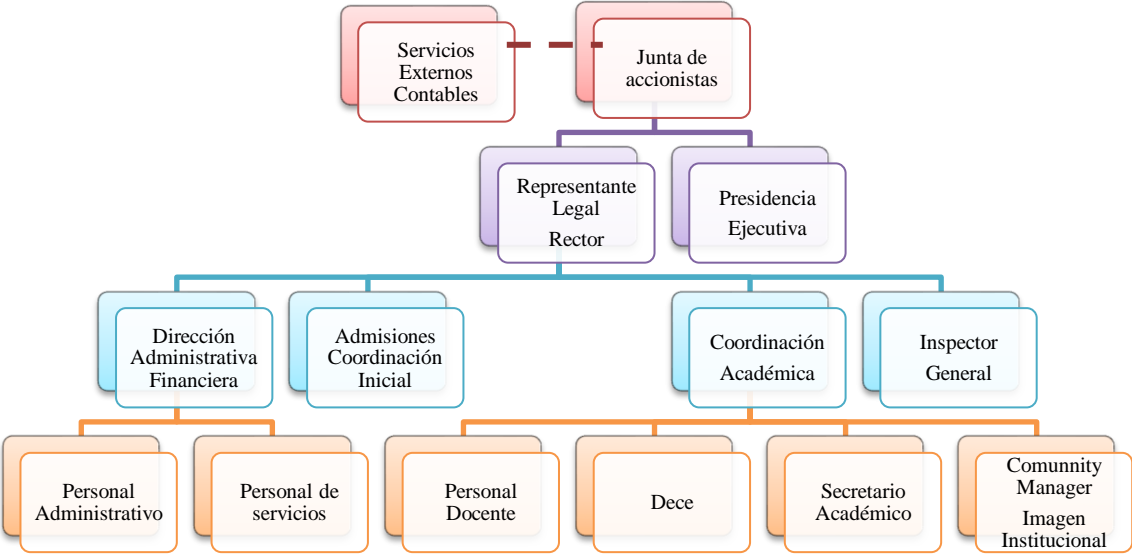 Servicios
Externos
Contables
Junta de
accionistas
Representante
Legal
Rector
Presidencia
Ejecutiva
Dirección
Administrativa
Financiera
Admisiones
Coordinación
Inicial
Coordinación
Académica
Inspector
General
Personal
Administrativo
Personal de
servicios
Personal
Docente
Dece
Secretario
Académico
Comunnity
Manager
Imagen
Institucional